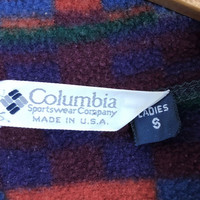 Columbia
Sportswear Company
MADE IN U.S.A.
LADIES
S